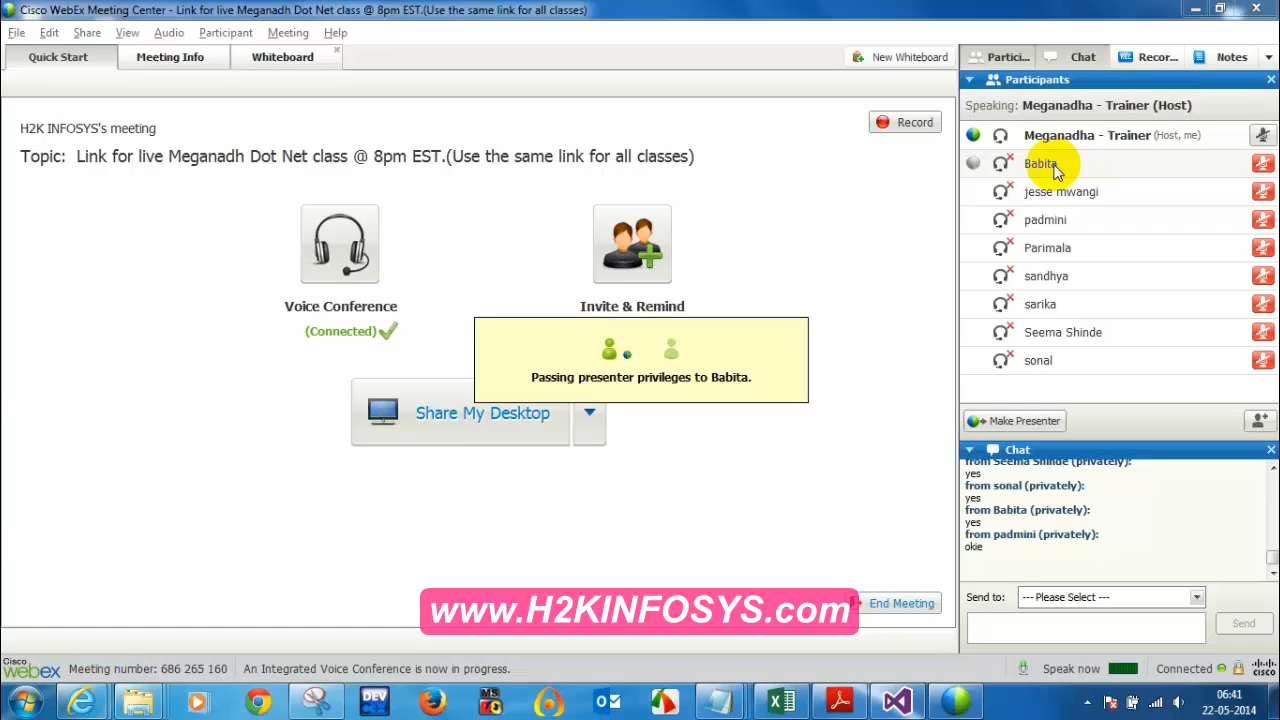 Cisco WebEx Meeting Center - Link for live Meganadh Dot Net class @ 8pm EST.(Use the same link for all classes)
File Edit Share View Audio Participant Meeting Help
Quick Start Meeting Info Whiteboard New Whiteboard
Partici... Chat Recor... Notes
Participants
Speaking: Meganadha - Trainer (Host)
H2K INFOSYS's meeting
Record
Topic: Link for live Meganadh Dot Net class @ 8pm EST.(Use the same link for all classes)
Meganadha - Trainer (Host, me)
Babita
jesse mwangi
padmini
Parimala
sandhya
sarika
Seema Shinde
sonal
Voice Conference
(Connected)
Invite & Remind
Passing presenter privileges to Babita.
Share My Desktop
Make Presenter
Chat
from Seema Shinde (privately):
yes
from sonal (privately):
yes
from Babita (privately):
yes
from padmini (privately):
okie
Send to: --- Please Select ---
Send
www.H2KINFOSYS.com
End Meeting
Cisco
webex
Meeting number: 686 265 160 An Integrated Voice Conference is now in progress.
Speak now
Connected
cisco
DEV
MS
06:41
22-05-2014